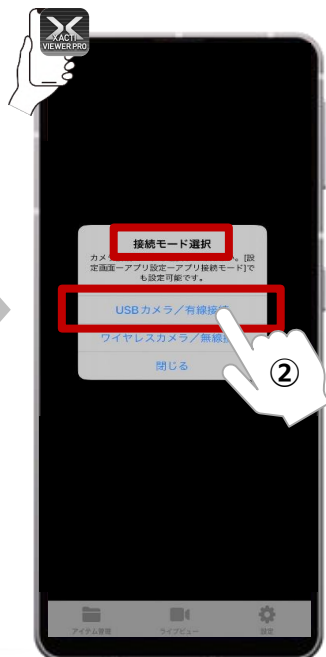 XACTI
VIEWER PRO
接続モード選択
カメ 。[設
定画面ーアプリ設定ーアプリ接続モード]で
も設定可能です。
USBカメラ／有線接続
ワイヤレスカメラ／無線
閉じる
②
アイテム管理
ライブビュー
設定